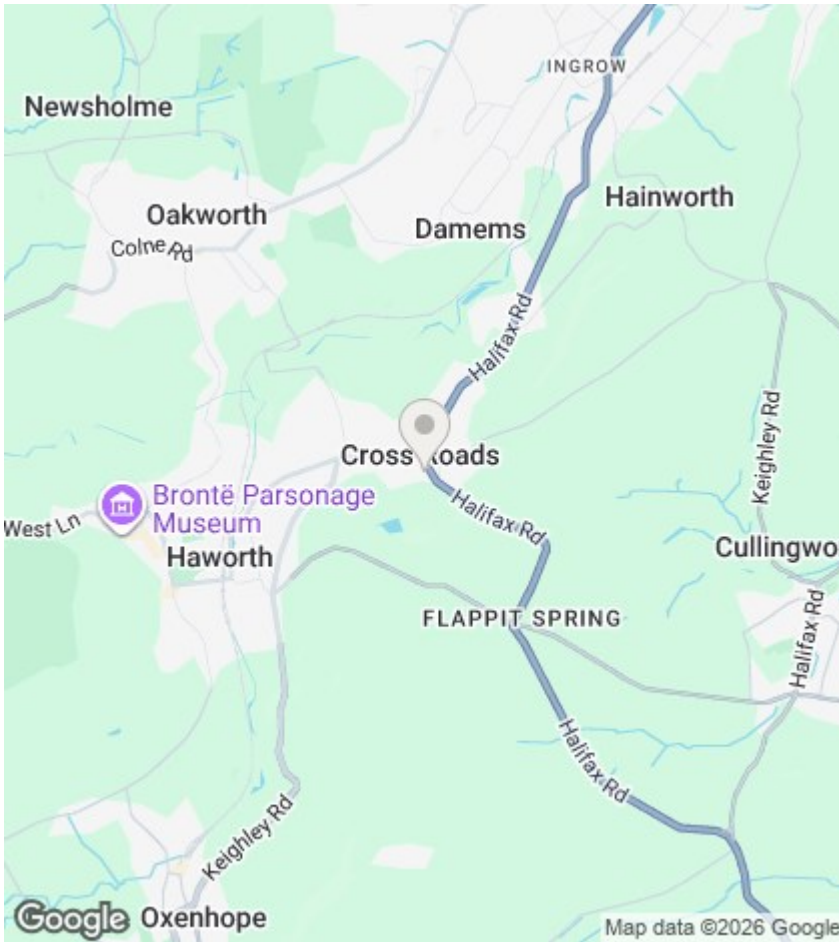 INGROW
Newsholme
Hainworth
Oakworth
Damems
Colne Rd
Halifax Rd
Keighley Rd
Cross Roads
Brontë Parsonage
Museum
West Ln
Halifax Rd
Cullingwo
Haworth
Halifax Rd
FLAPPIT SPRING
Halifax Rd
Keighley Rd
Google
Oxenhope
Map data ©2026 Google